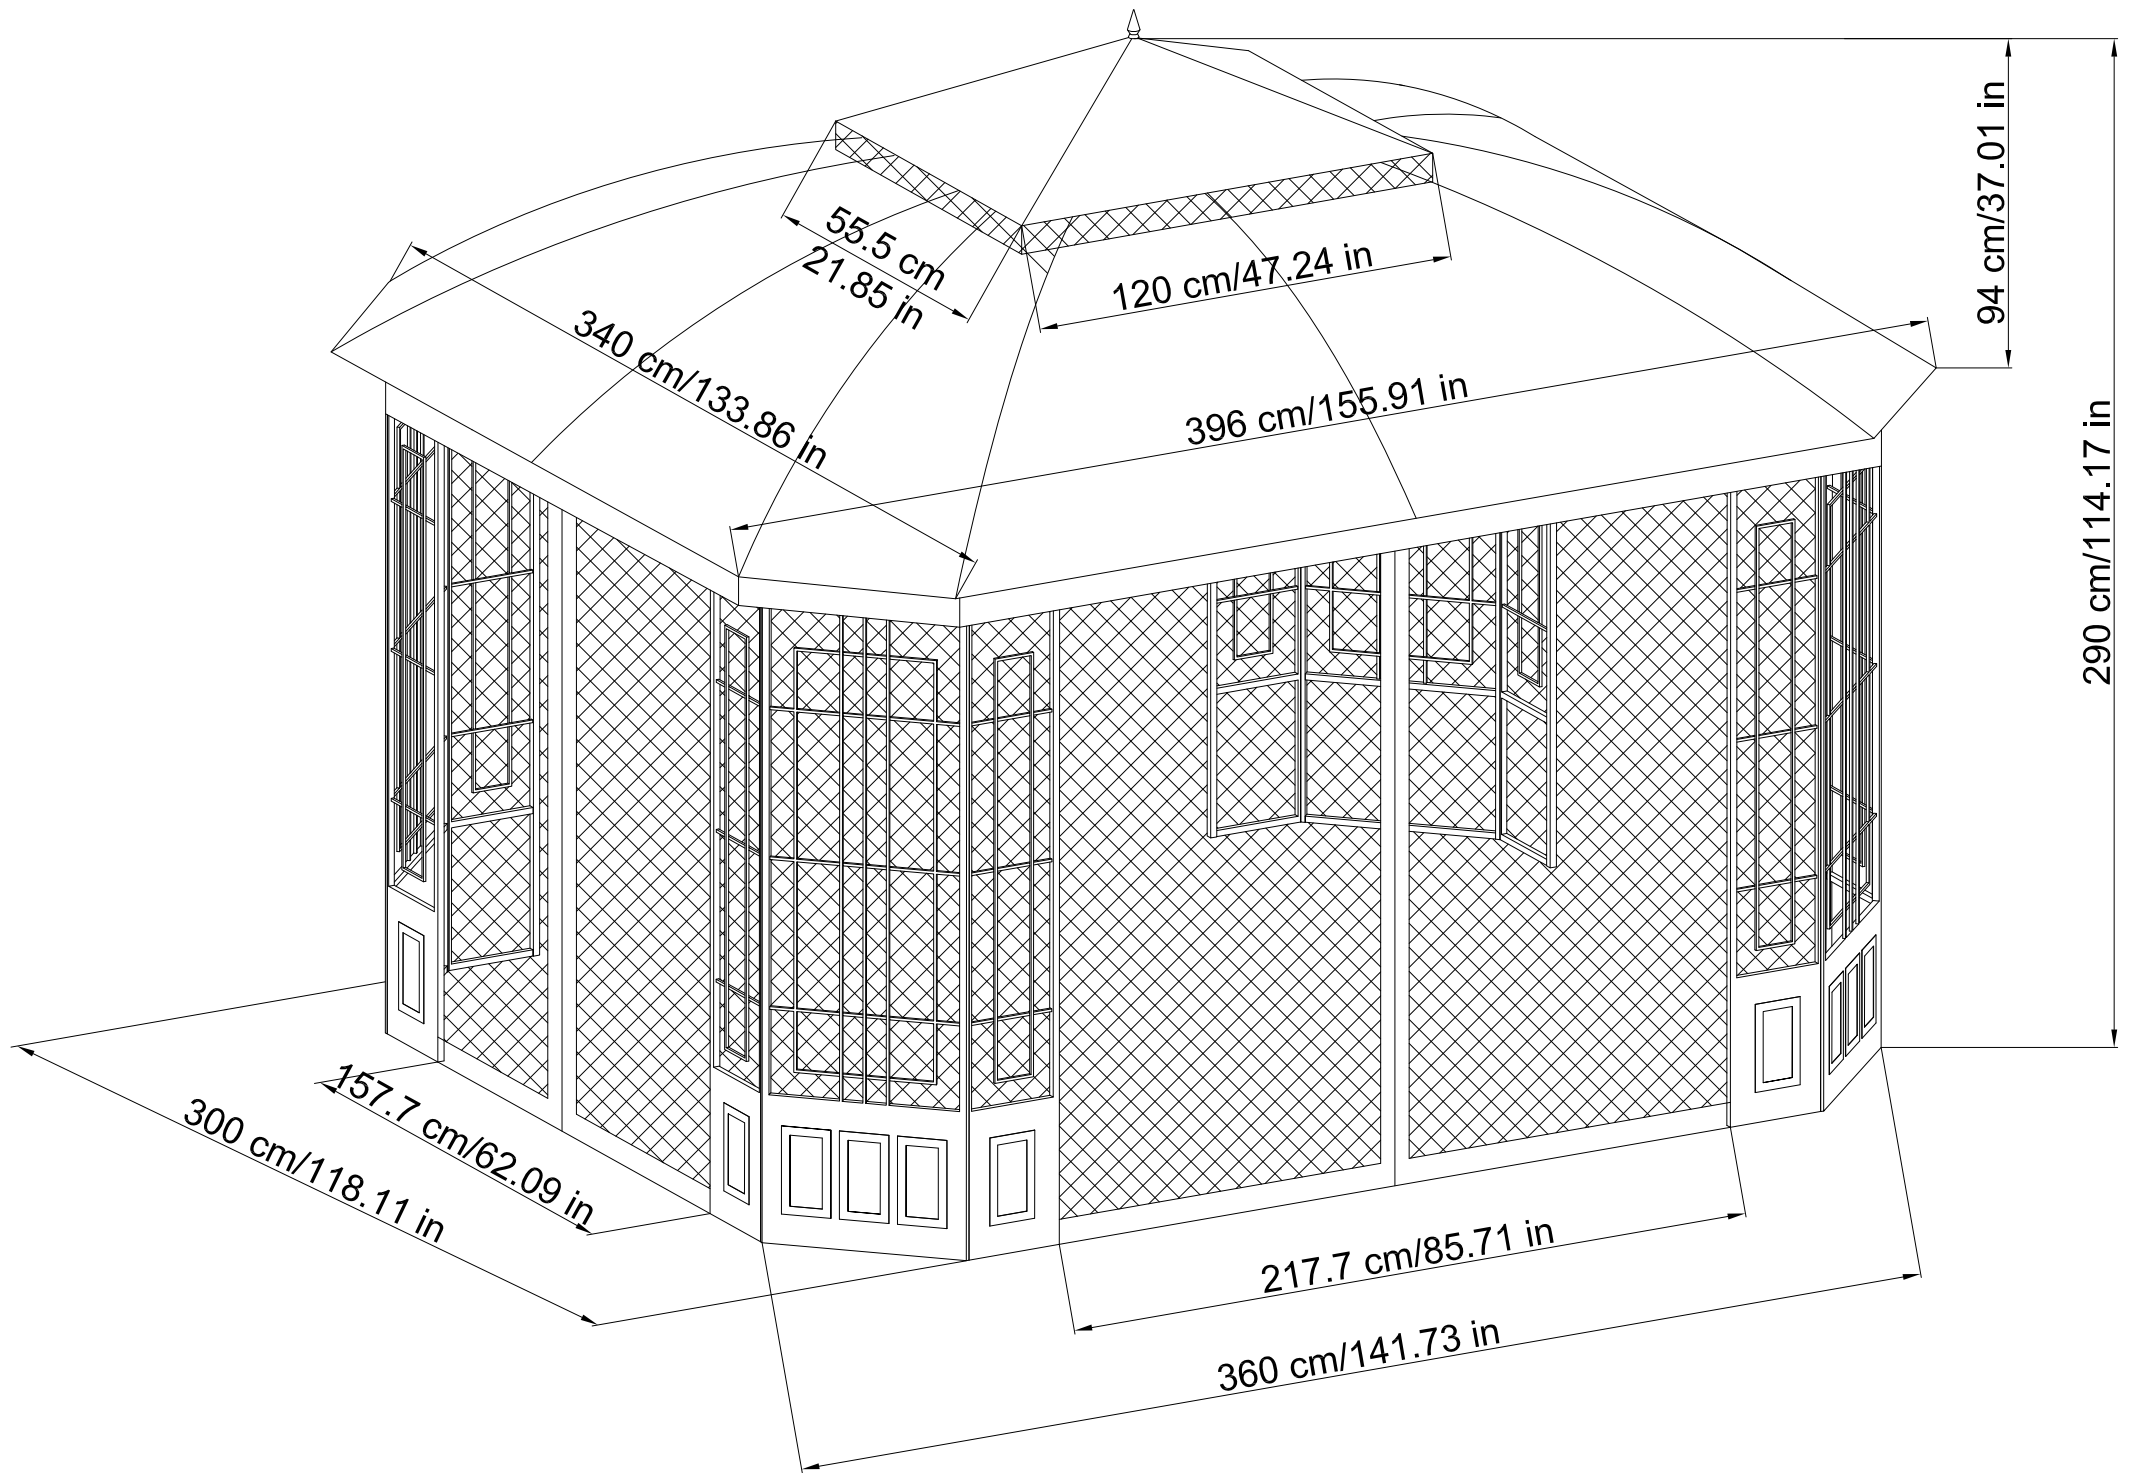 94 cm/37.01 in
55.5 cm
21.85 in
120 cm/47.24 in
340 cm/133.86 in
396 cm/155.91 in
290 cm/114.17 in
157.7 cm/62.09 in
300 cm/118.11 in
217.7 cm/85.71 in
360 cm/141.73 in